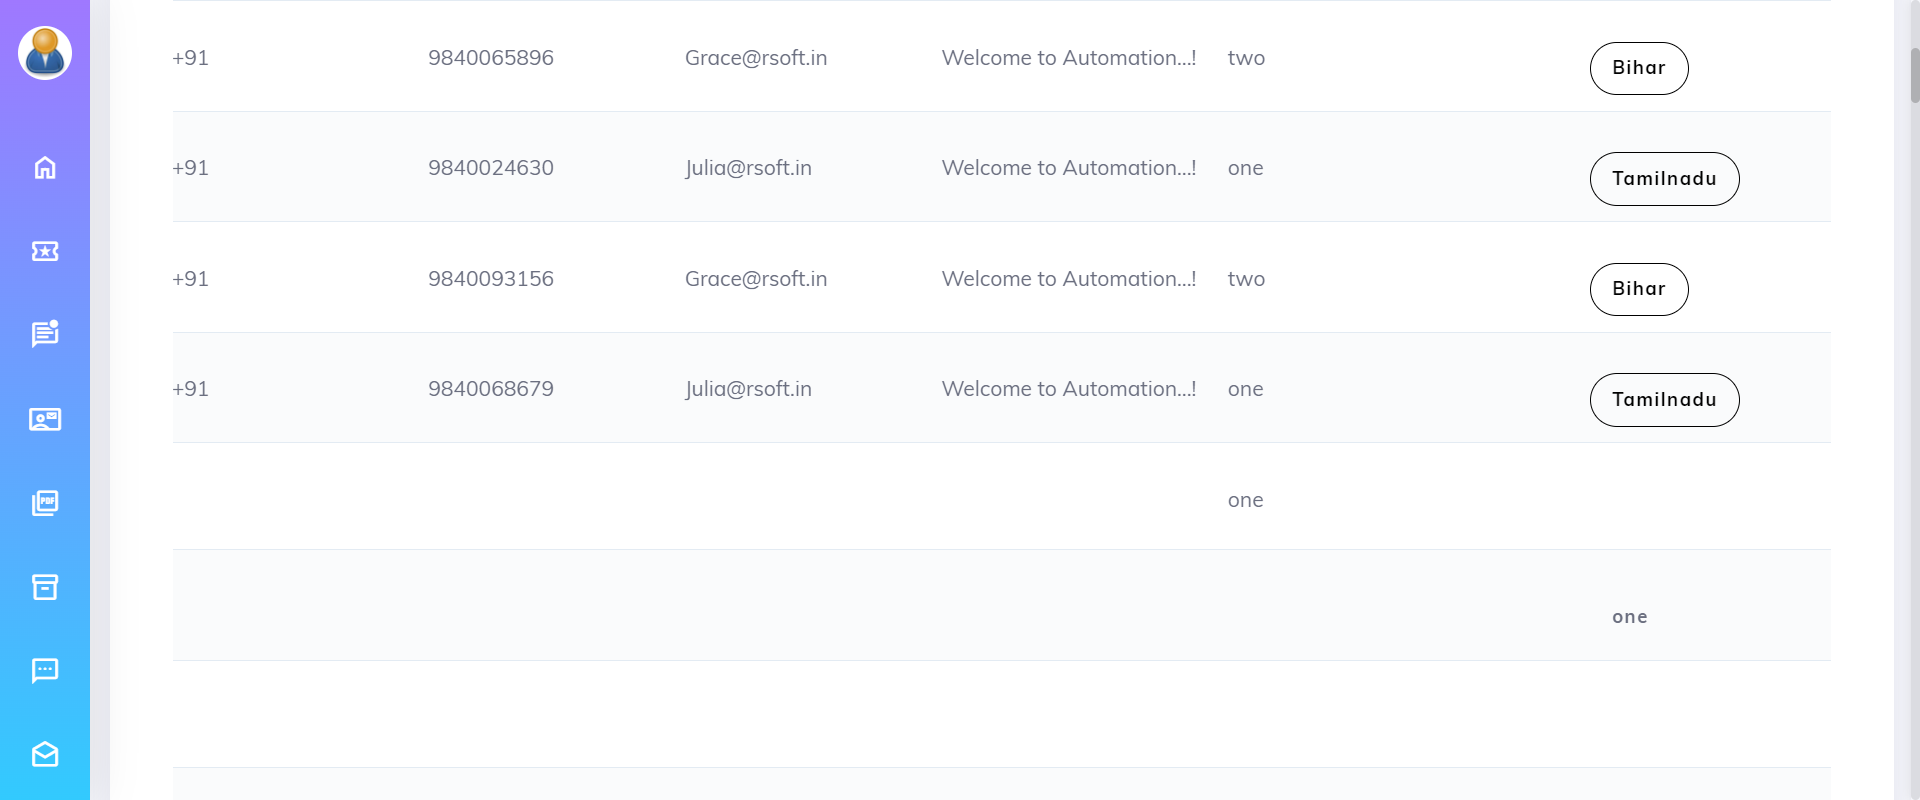 +91 9840065896 Grace@rsoft.in Welcome to Automation...! two Bihar
+91 9840024630 Julia@rsoft.in Welcome to Automation...! one Tamilnadu
+91 9840093156 Grace@rsoft.in Welcome to Automation...! two Bihar
+91 9840068679 Julia@rsoft.in Welcome to Automation...! one Tamilnadu
PDF one
one